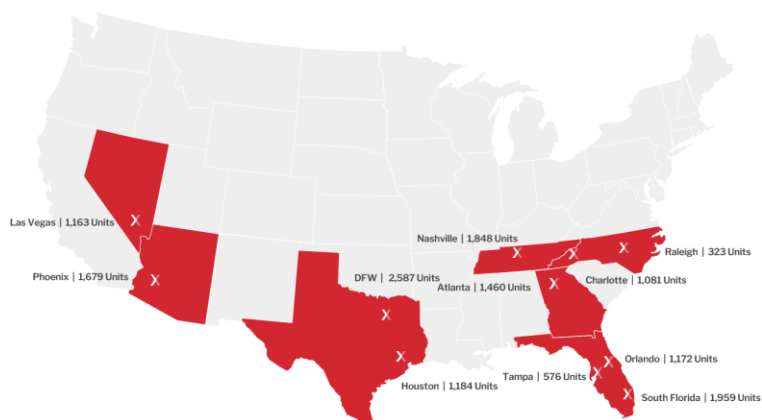 Las Vegas | 1,163 Units
Nashville | 1,848 Units
Raleigh | 323 Units
Phoenix | 1,679 Units
DFW | 2,587 Units
Atlanta | 1,460 Units
Charlotte | 1,081 Units
Orlando | 1,172 Units
Tampa | 576 Units
Houston | 1,184 Units
South Florida | 1,959 Units